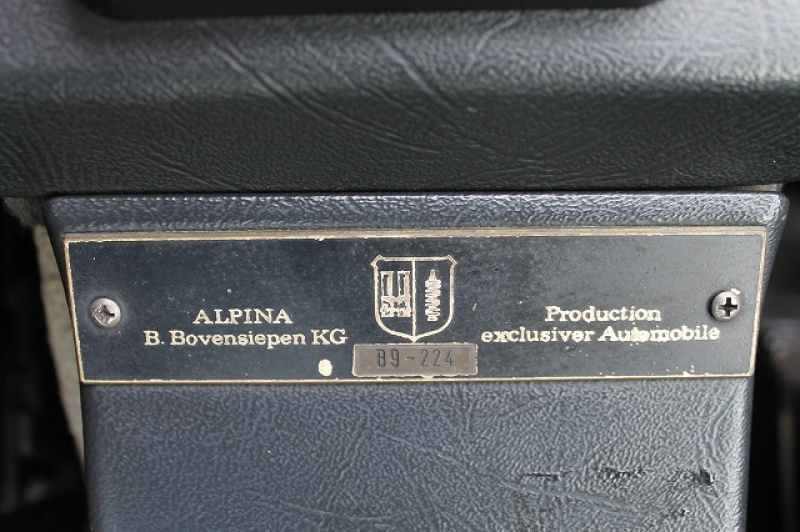 ALPINA
B. Bovensiepen KG
Production
exclusiver Automobile
B9-224